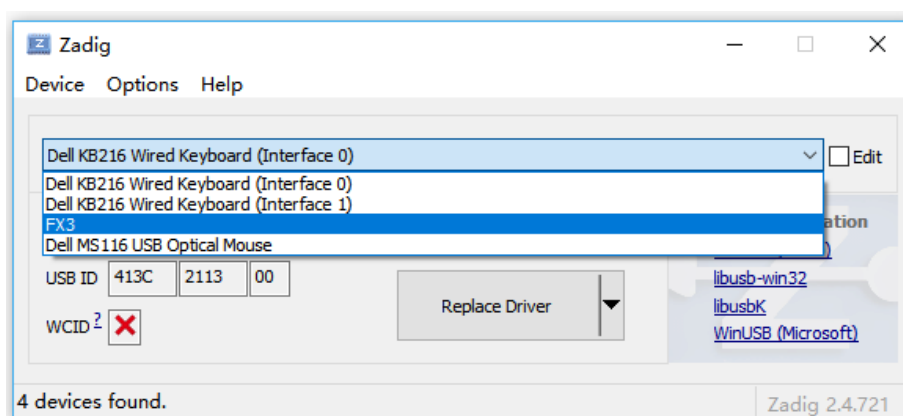 Zadig
Device Options Help
Dell KB216 Wired Keyboard (Interface 0)
Edit
Dell KB216 Wired Keyboard (Interface 0)
Dell KB216 Wired Keyboard (Interface 1)
FX3
Dell MS116 USB Optical Mouse
ation
USB ID 413C 2113 00
WCID ?
Replace Driver
libusb-win32
libusbK
WinUSB (Microsoft)
4 devices found.
Zadig 2.4.721